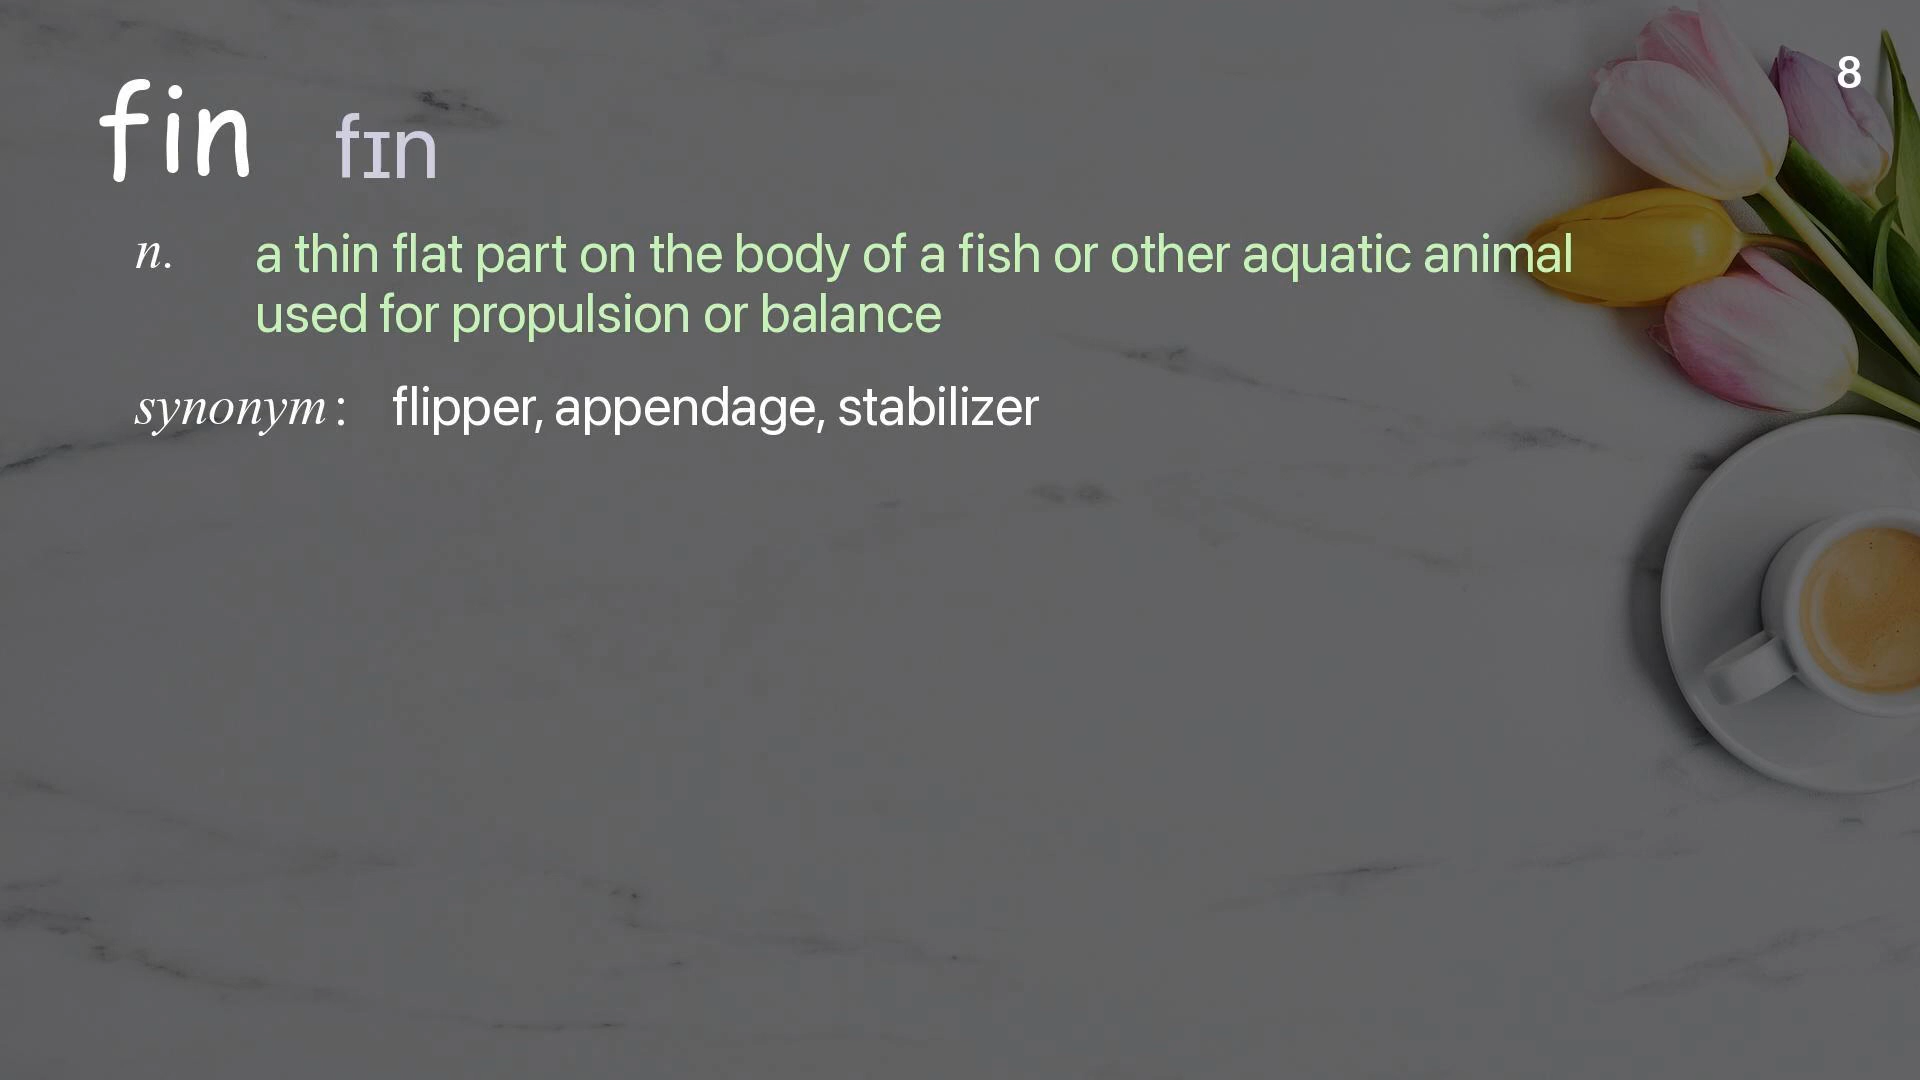 8
fin fɪn
n. a thin flat part on the body of a fish or other aquatic animal
used for propulsion or balance
synonym : flipper, appendage, stabilizer